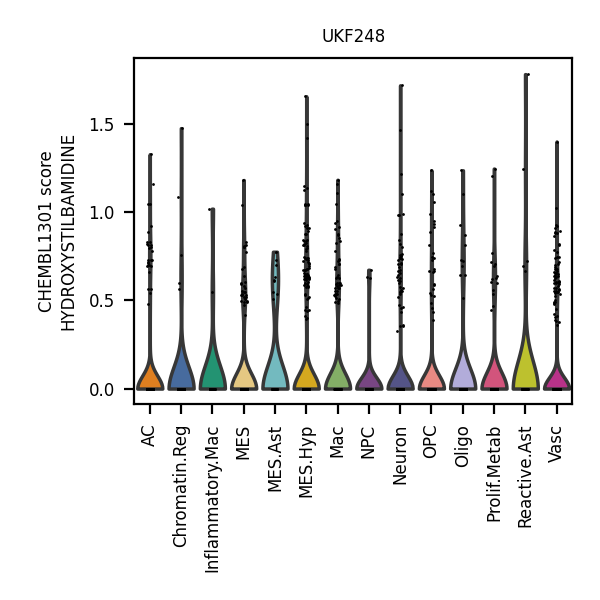 UKF248
CHEMBL1301 score
HYDROXYSTILBAMIDINE
1.5
1.0
0.5
0.0
AC
Chromatin.Reg
Inflammatory.Mac
MES
MES.Ast
MES.Hyp
Mac
NPC
Neuron
OPC
Oligo
Prolif.Metab
Reactive.Ast
Vasc